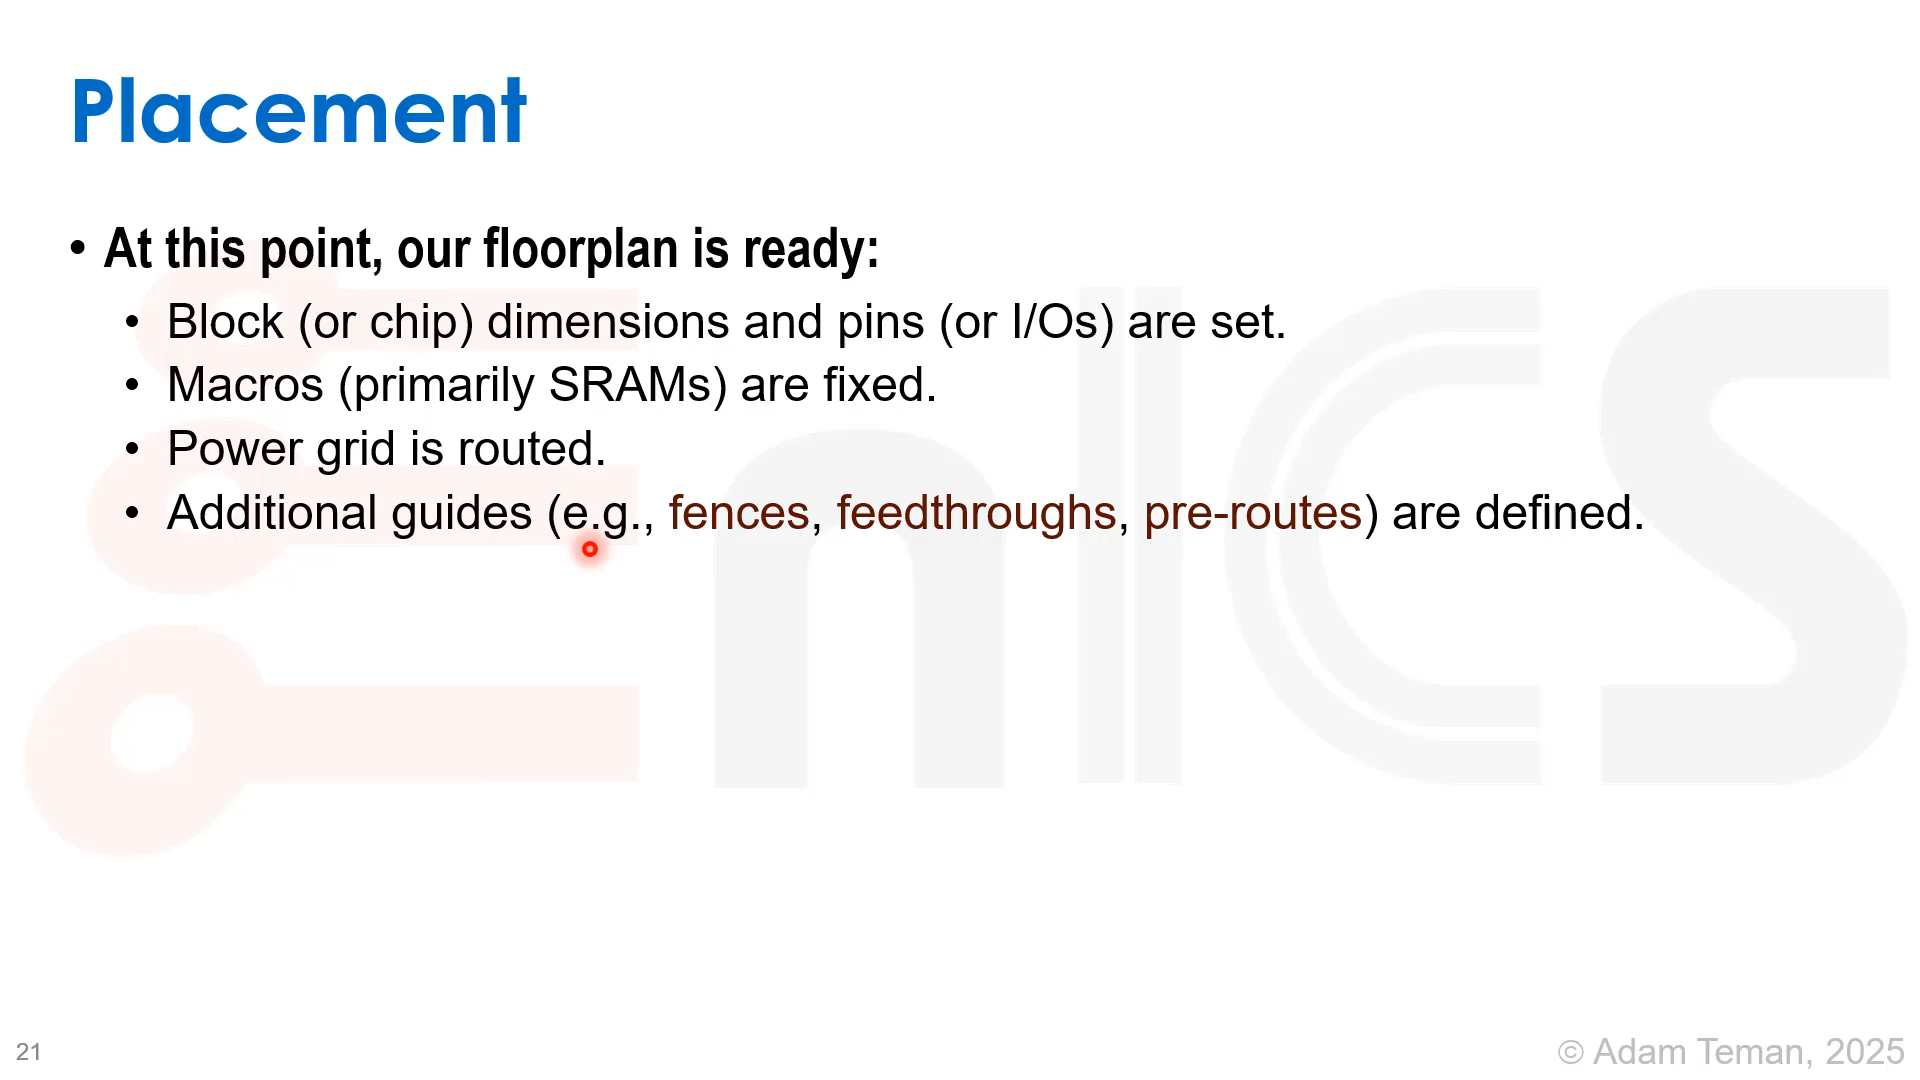 Placement
• At this point, our floorplan is ready:
• Block (or chip) dimensions and pins (or I/Os) are set.
• Macros (primarily SRAMs) are fixed.
• Power grid is routed.
• Additional guides (e.g., fences, feedthroughs, pre-routes) are defined.
EnICS
21
© Adam Teman, 2025